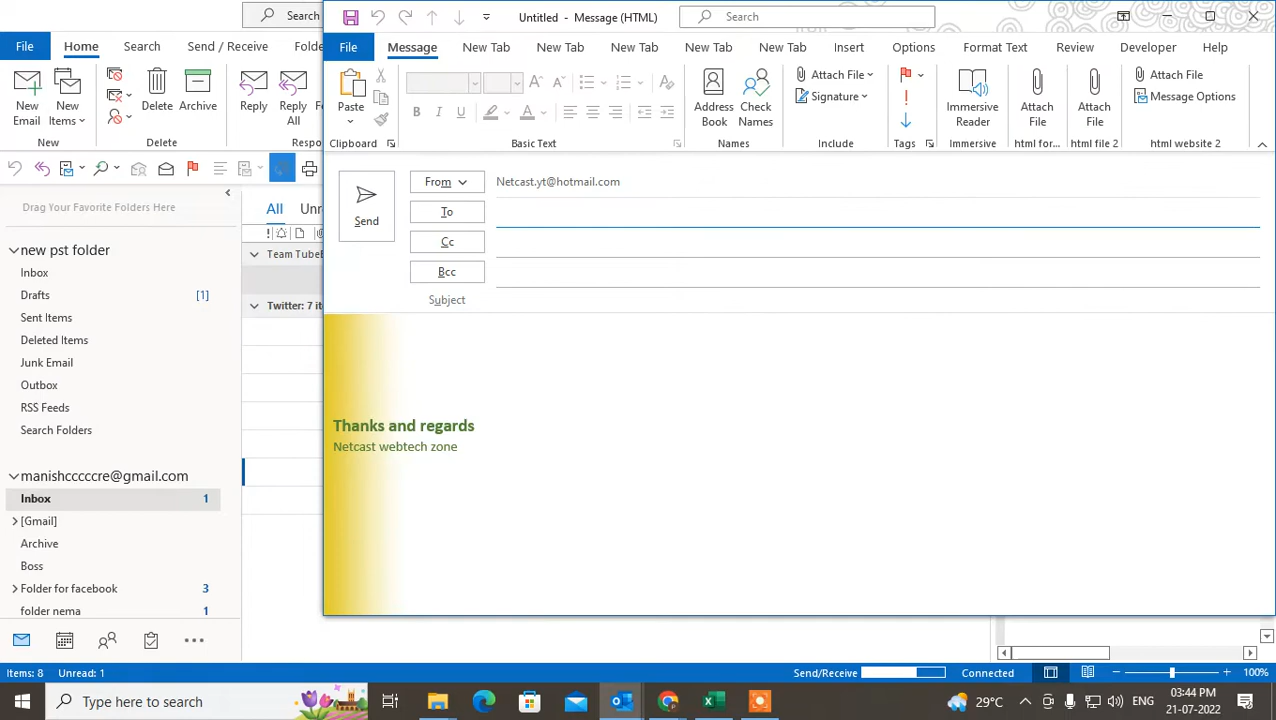 Search
Untitled - Message (HTML)
Search
File
Home
Search
Send / Receive
Folde
File
Message
New Tab
New Tab
New Tab
New Tab
New Tab
Insert
Options
Format Text
Review
Developer
Help
New Email
New Items
Delete
Archive
Reply
Reply All
Paste
B I U
A
Address Book
Check Names
Attach File
Signature
Immersive Reader
Attach File
Attach File
Attach File
Message Options
New
Delete
Respo
Clipboard
Basic Text
Names
Include
Tags
Immersive
html for...
html file 2
html website 2
Drag Your Favorite Folders Here
All
Unr
Send
From
Netcast.yt@hotmail.com
To
Cc
Bcc
Subject
Team TubeB
Twitter: 7 it
new pst folder
Inbox
Drafts [1]
Sent Items
Deleted Items
Junk Email
Outbox
RSS Feeds
Search Folders
manishcccccre@gmail.com
Inbox 1
[Gmail]
Archive
Boss
Folder for facebook 3
folder nema 1
Thanks and regards
Netcast webtech zone
Items: 8 Unread: 1
Send/Receive
Connected
100%
Type here to search
29°C
ENG
03:44 PM
21-07-2022